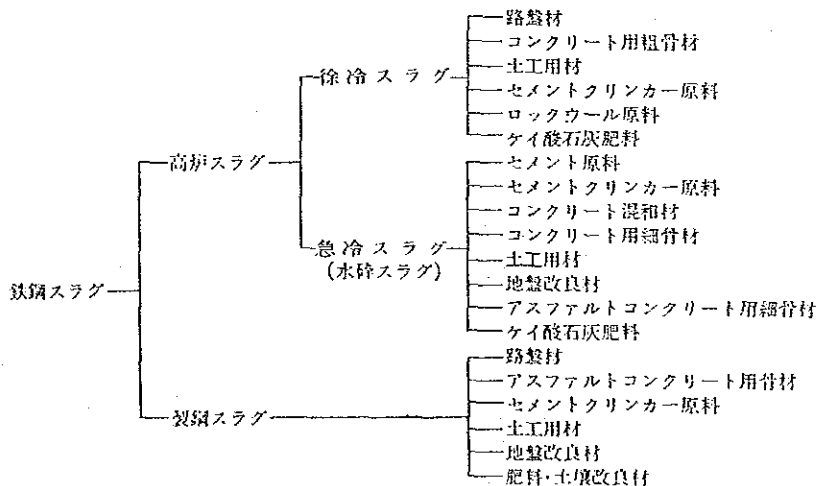 路盤材
コンクリート用粗骨材
徐冷スラグ
土工用材
セメントクリンカー原料
ロックウール原料
ケイ酸石灰肥料
高炉スラグ
セメント原料
セメントクリンカー原料
コンクリート混和材
急冷スラグ
(水砕スラグ)
コンクリート用細骨材
土工用材
地盤改良材
アスファルトコンクリート用細骨材
ケイ酸石灰肥料
鉄鋼スラグ
路盤材
アスファルトコンクリート用骨材
製鋼スラグ
セメントクリンカー原料
土工用材
地盤改良材
肥料・土壌改良材